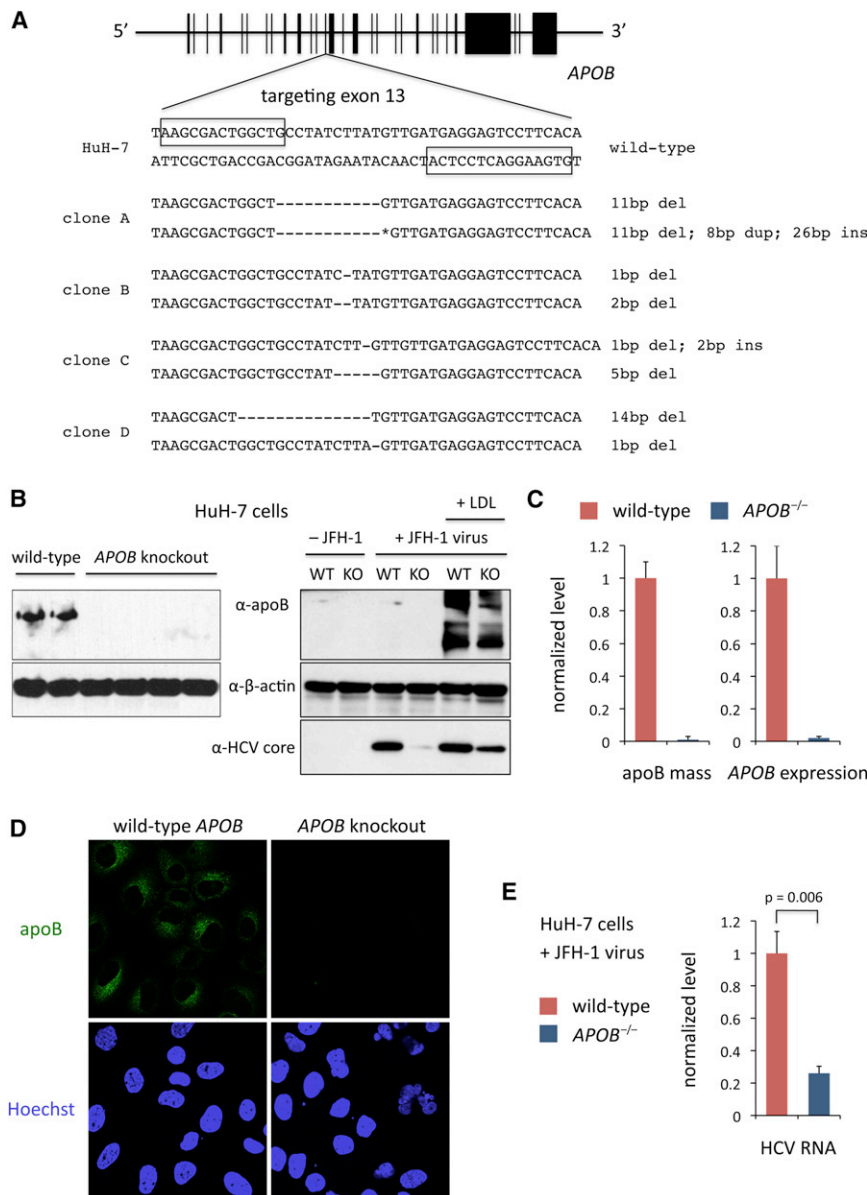 A
5′ 3′
APOB
targeting exon 13
HuH-7
TAAGCGACTGGCTGCCTATCTTATGTTGATGAGGAGTCCTTCACA
ATTCGCTGACCGACGGATAGAATACAACTACTCCTCAGGAAGTGT
wild-type
clone A
TAAGCGACTGGCT-----------GTTGATGAGGAGTCCTTCACA 11bp del
TAAGCGACTGGCT-----------*GTTGATGAGGAGTCCTTCACA 11bp del; 8bp dup; 26bp ins
clone B
TAAGCGACTGGCTGCCTATC-TATGTTGATGAGGAGTCCTTCACA 1bp del
TAAGCGACTGGCTGCCTAT--TATGTTGATGAGGAGTCCTTCACA 2bp del
clone C
TAAGCGACTGGCTGCCTATCTT-GTTGTTGATGAGGAGTCCTTCACA 1bp del; 2bp ins
TAAGCGACTGGCTGCCTAT-----GTTGATGAGGAGTCCTTCACA 5bp del
clone D
TAAGCGACT--------------TGTTGATGAGGAGTCCTTCACA 14bp del
TAAGCGACTGGCTGCCTATCTTA-GTTGATGAGGAGTCCTTCACA 1bp del
B
HuH-7 cells
wild-type APOB knockout
+ LDL
– JFH-1 + JFH-1 virus
WT KO WT KO WT KO
α-apoB
α-β-actin
α-HCV core
C
wild-type APOB−/−
normalized level
1.2
1
0.8
0.6
0.4
0.2
0
apoB mass
1.2
1
0.8
0.6
0.4
0.2
0
APOB expression
D
wild-type APOB APOB knockout
apoB
Hoechst
E
HuH-7 cells
+ JFH-1 virus
wild-type
APOB−/−
p = 0.006
normalized level
1.2
1
0.8
0.6
0.4
0.2
0
HCV RNA